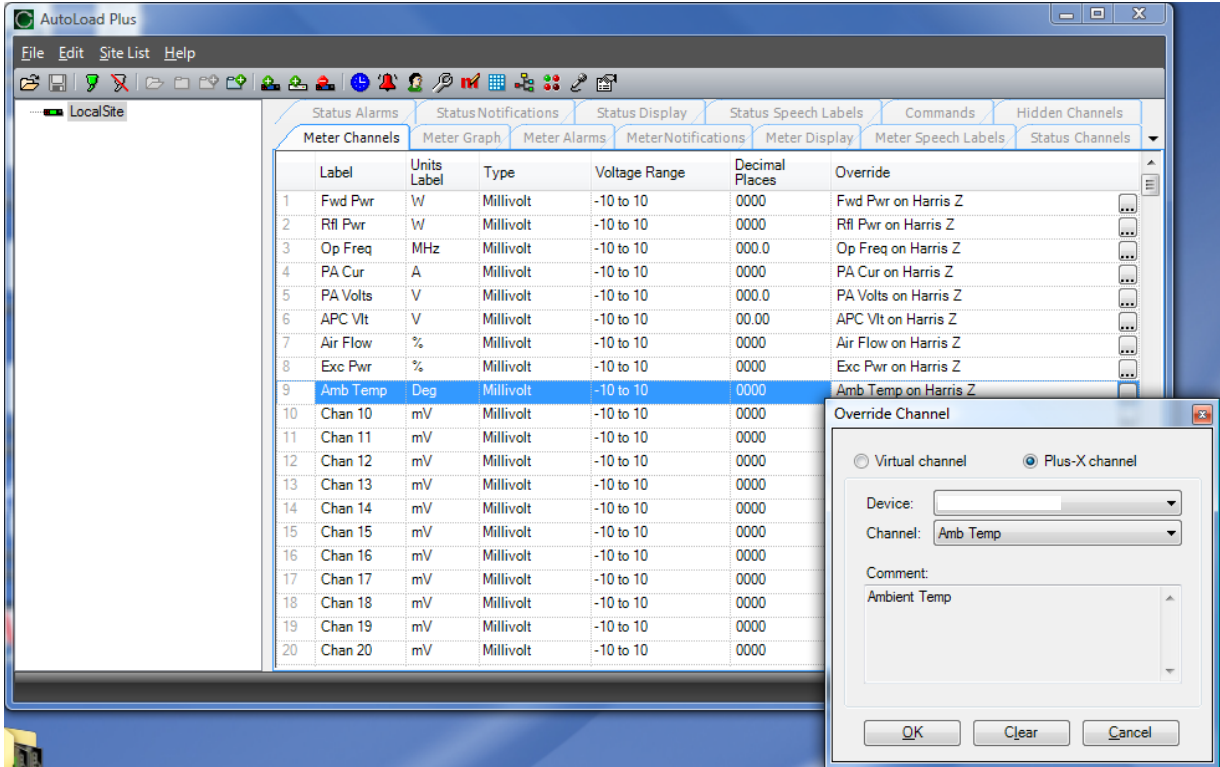 AutoLoad Plus
File Edit Site List Help
LocalSite
Status Alarms Status Notifications Status Display Status Speech Labels Commands Hidden Channels
Meter Channels Meter Graph Meter Alarms MeterNotifications Meter Display Meter Speech Labels Status Channels
Label Units Label Type Voltage Range Decimal Places Override
1 Fwd Pwr W Millivolt -10 to 10 0000 Fwd Pwr on Harris Z ...
2 Rfl Pwr W Millivolt -10 to 10 0000 Rfl Pwr on Harris Z ...
3 Op Freq MHz Millivolt -10 to 10 000.0 Op Freq on Harris Z ...
4 PA Cur A Millivolt -10 to 10 0000 PA Cur on Harris Z ...
5 PA Volts V Millivolt -10 to 10 000.0 PA Volts on Harris Z ...
6 APC Vlt V Millivolt -10 to 10 00.00 APC Vlt on Harris Z ...
7 Air Flow % Millivolt -10 to 10 0000 Air Flow on Harris Z ...
8 Exc Pwr % Millivolt -10 to 10 0000 Exc Pwr on Harris Z ...
9 Amb Temp Deg Millivolt -10 to 10 0000 Amb Temp on Harris Z
10 Chan 10 mV Millivolt -10 to 10 0000
11 Chan 11 mV Millivolt -10 to 10 0000
12 Chan 12 mV Millivolt -10 to 10 0000
13 Chan 13 mV Millivolt -10 to 10 0000
14 Chan 14 mV Millivolt -10 to 10 0000
15 Chan 15 mV Millivolt -10 to 10 0000
16 Chan 16 mV Millivolt -10 to 10 0000
17 Chan 17 mV Millivolt -10 to 10 0000
18 Chan 18 mV Millivolt -10 to 10 0000
19 Chan 19 mV Millivolt -10 to 10 0000
20 Chan 20 mV Millivolt -10 to 10 0000
Override Channel
Virtual channel Plus-X channel
Device:
Channel: Amb Temp
Comment:
Ambient Temp
OK Clear Cancel